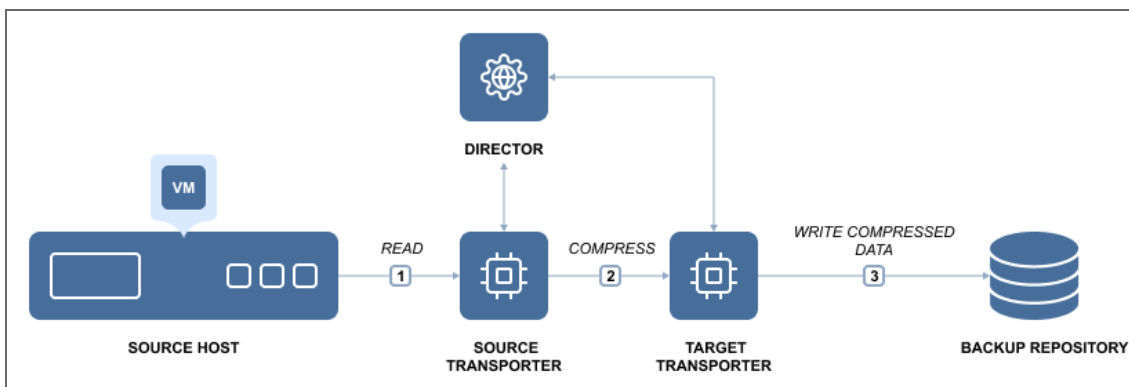 DIRECTOR
VM
READ
1
COMPRESS
2
WRITE COMPRESSED
DATA
3
SOURCE HOST
SOURCE
TRANSPORTER
TARGET
TRANSPORTER
BACKUP REPOSITORY